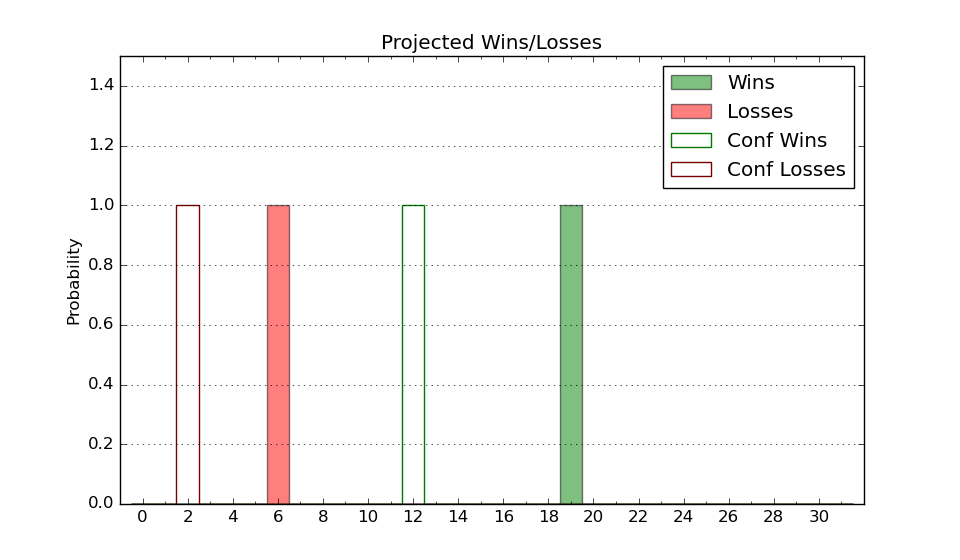 Projected Wins/Losses
Wins
Losses
Conf Wins
Conf Losses
Probability
1.4
1.2
1.0
0.8
0.6
0.4
0.2
0.0
0 2 4 6 8 10 12 14 16 18 20 22 24 26 28 30